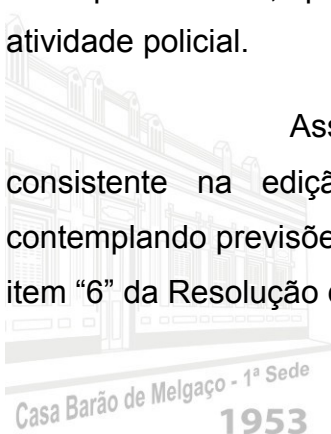 atividade policial.
Ass
consistente na ediçã
contemplando previsõe
item “6” da Resolução
Casa Barão de Melgaço - 1ª Sede
1953